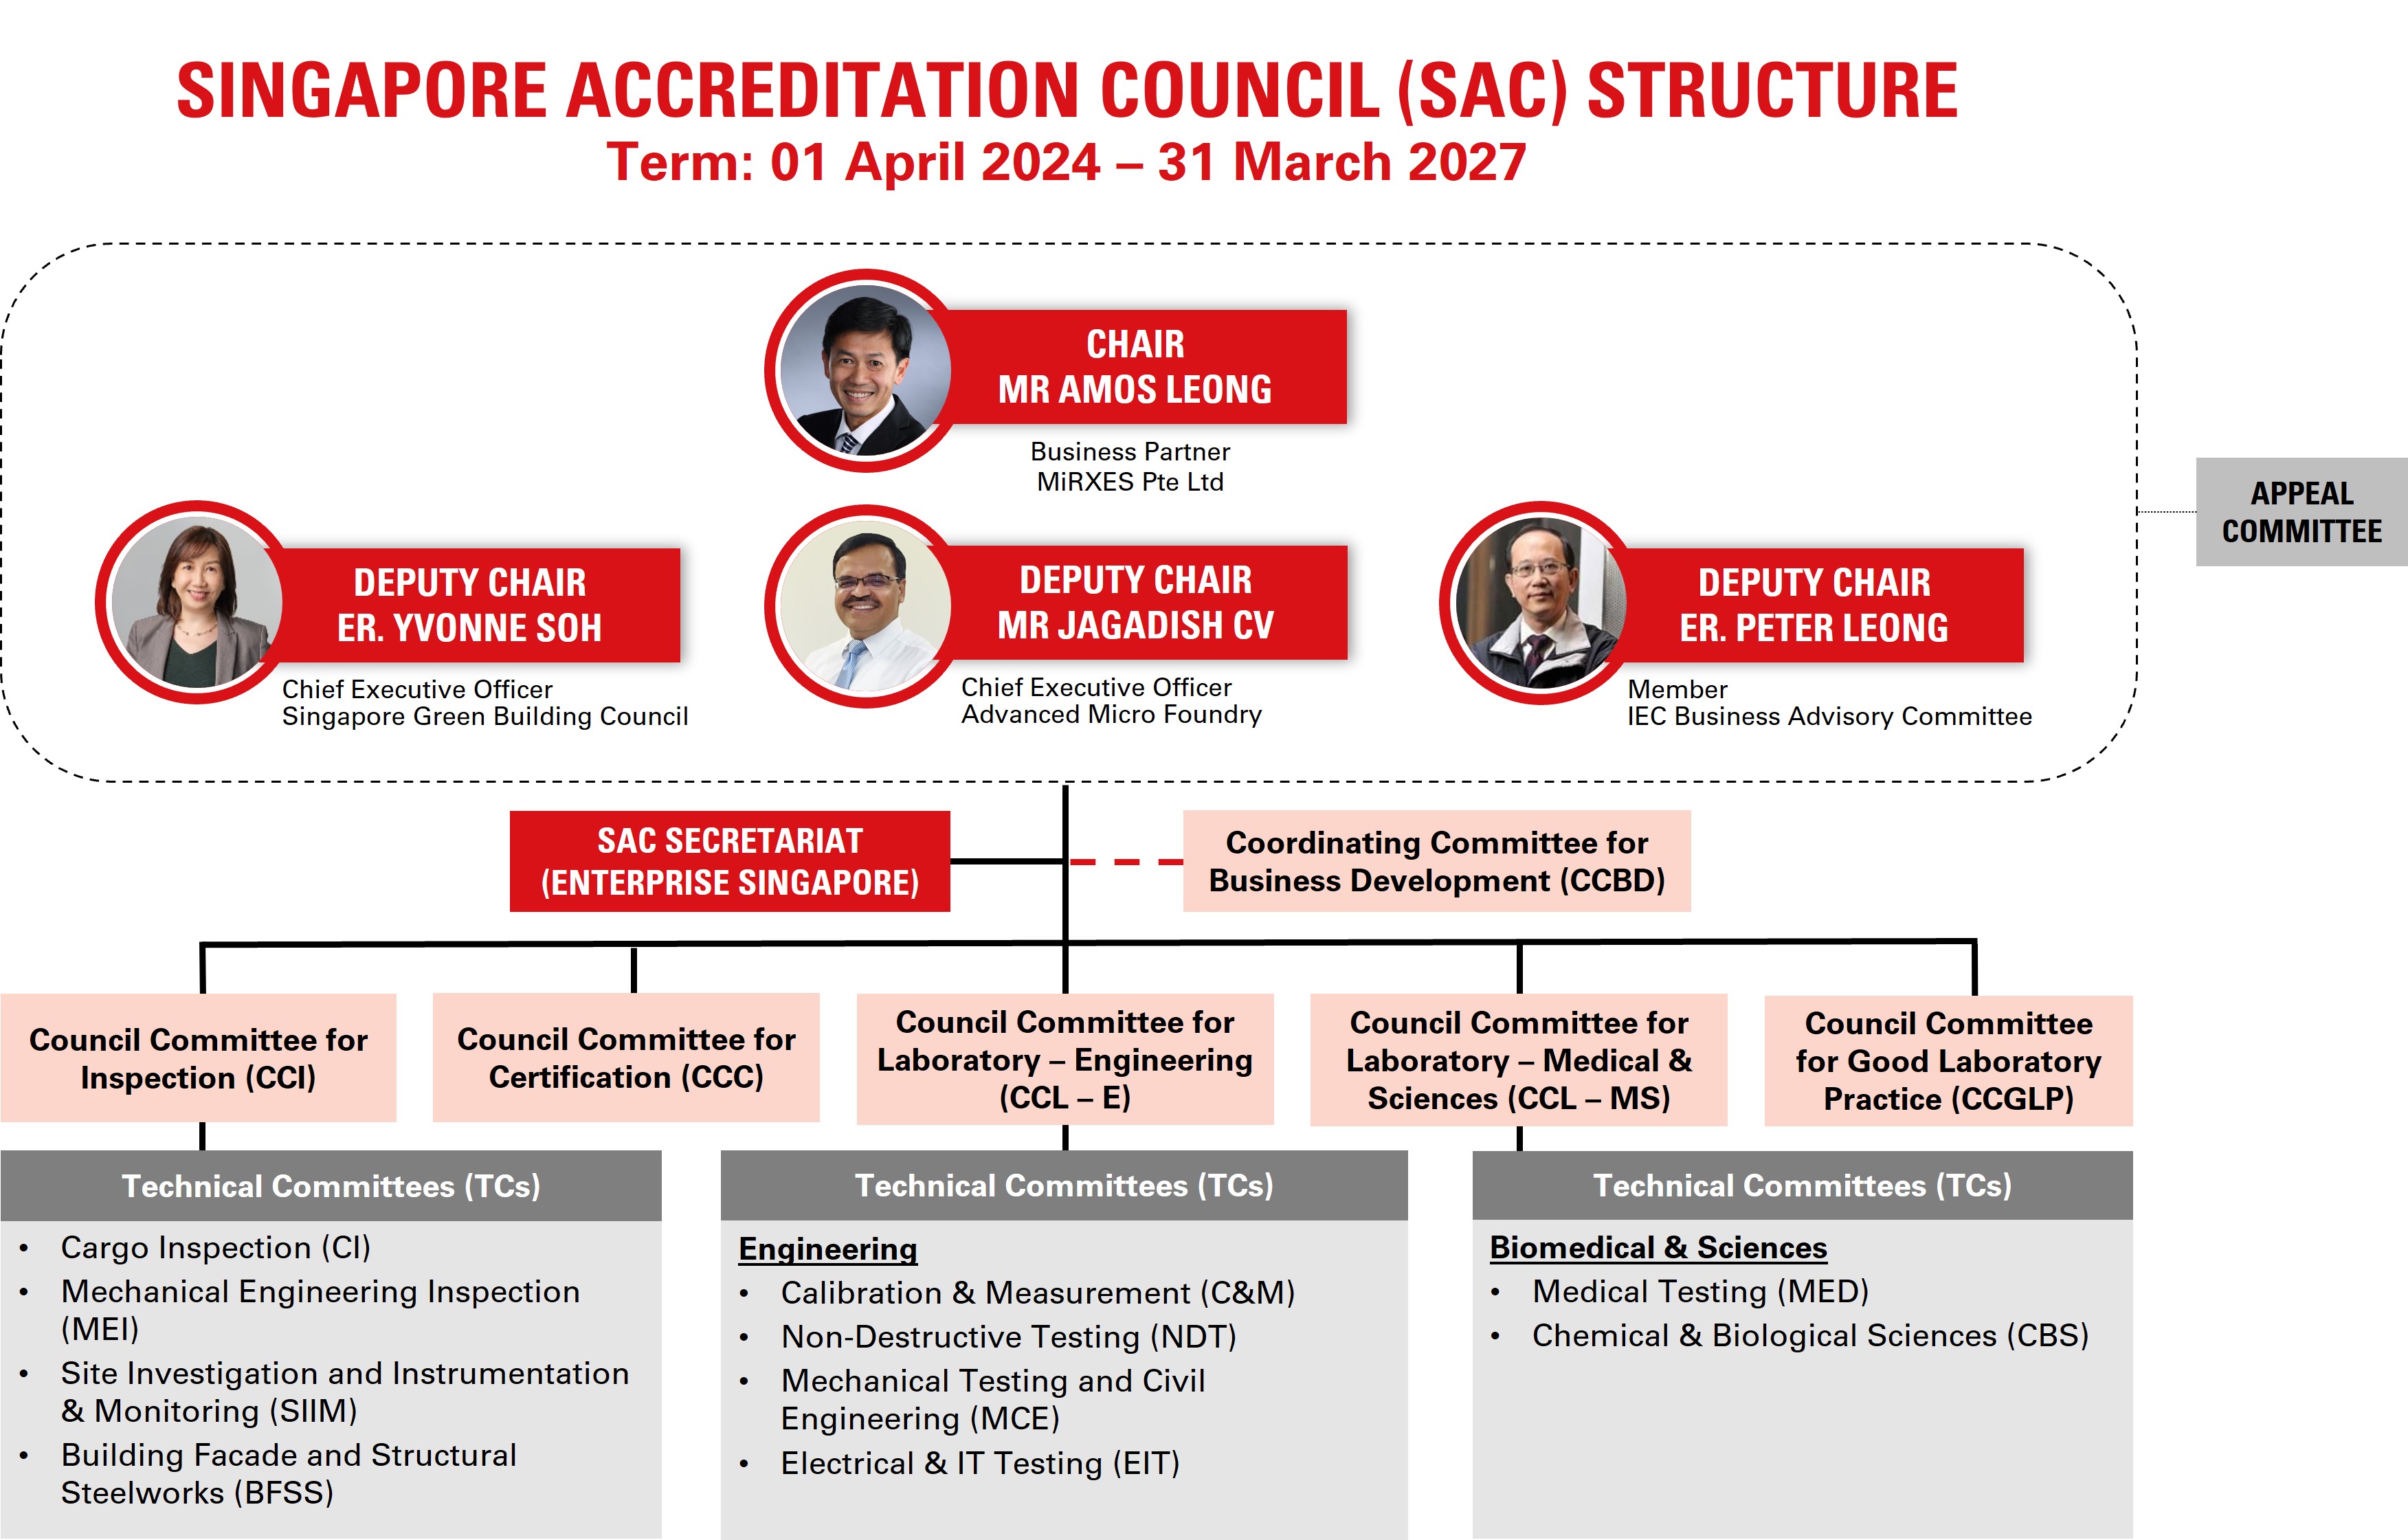 SINGAPORE ACCREDITATION COUNCIL (SAC) STRUCTURE
Term: 01 April 2024 – 31 March 2027
CHAIR
MR AMOS LEONG
Business Partner
MiRXES Pte Ltd
APPEAL
COMMITTEE
DEPUTY CHAIR
ER. YVONNE SOH
Chief Executive Officer
Singapore Green Building Council
DEPUTY CHAIR
MR JAGADISH CV
Chief Executive Officer
Advanced Micro Foundry
DEPUTY CHAIR
ER. PETER LEONG
Member
IEC Business Advisory Committee
SAC SECRETARIAT
(ENTERPRISE SINGAPORE)
Coordinating Committee for
Business Development (CCBD)
Council Committee for
Inspection (CCI)
Council Committee for
Certification (CCC)
Council Committee for
Laboratory – Engineering
(CCL – E)
Council Committee for
Laboratory – Medical &
Sciences (CCL – MS)
Council Committee
for Good Laboratory
Practice (CCGLP)
Technical Committees (TCs)
• Cargo Inspection (CI)
• Mechanical Engineering Inspection
(MEI)
• Site Investigation and Instrumentation
& Monitoring (SIIM)
• Building Facade and Structural
Steelworks (BFSS)
Technical Committees (TCs)
Engineering
• Calibration & Measurement (C&M)
• Non-Destructive Testing (NDT)
• Mechanical Testing and Civil
Engineering (MCE)
• Electrical & IT Testing (EIT)
Technical Committees (TCs)
Biomedical & Sciences
• Medical Testing (MED)
• Chemical & Biological Sciences (CBS)